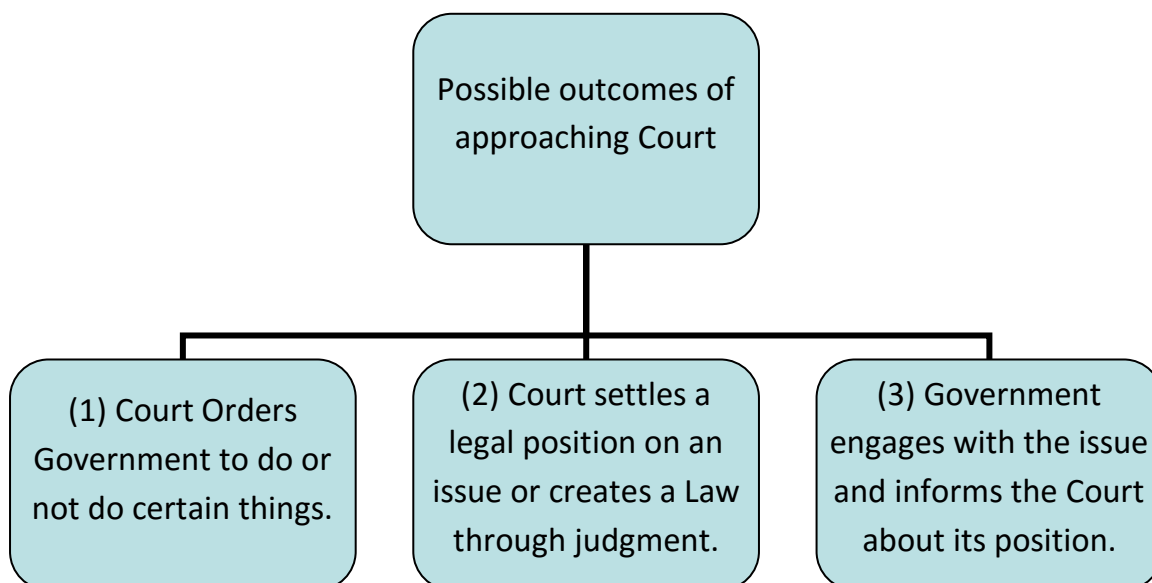 Possible outcomes of
approaching Court
(1) Court Orders
Government to do or
not do certain things.
(2) Court settles a
legal position on an
issue or creates a Law
through judgment.
(3) Government
engages with the issue
and informs the Court
about its position.